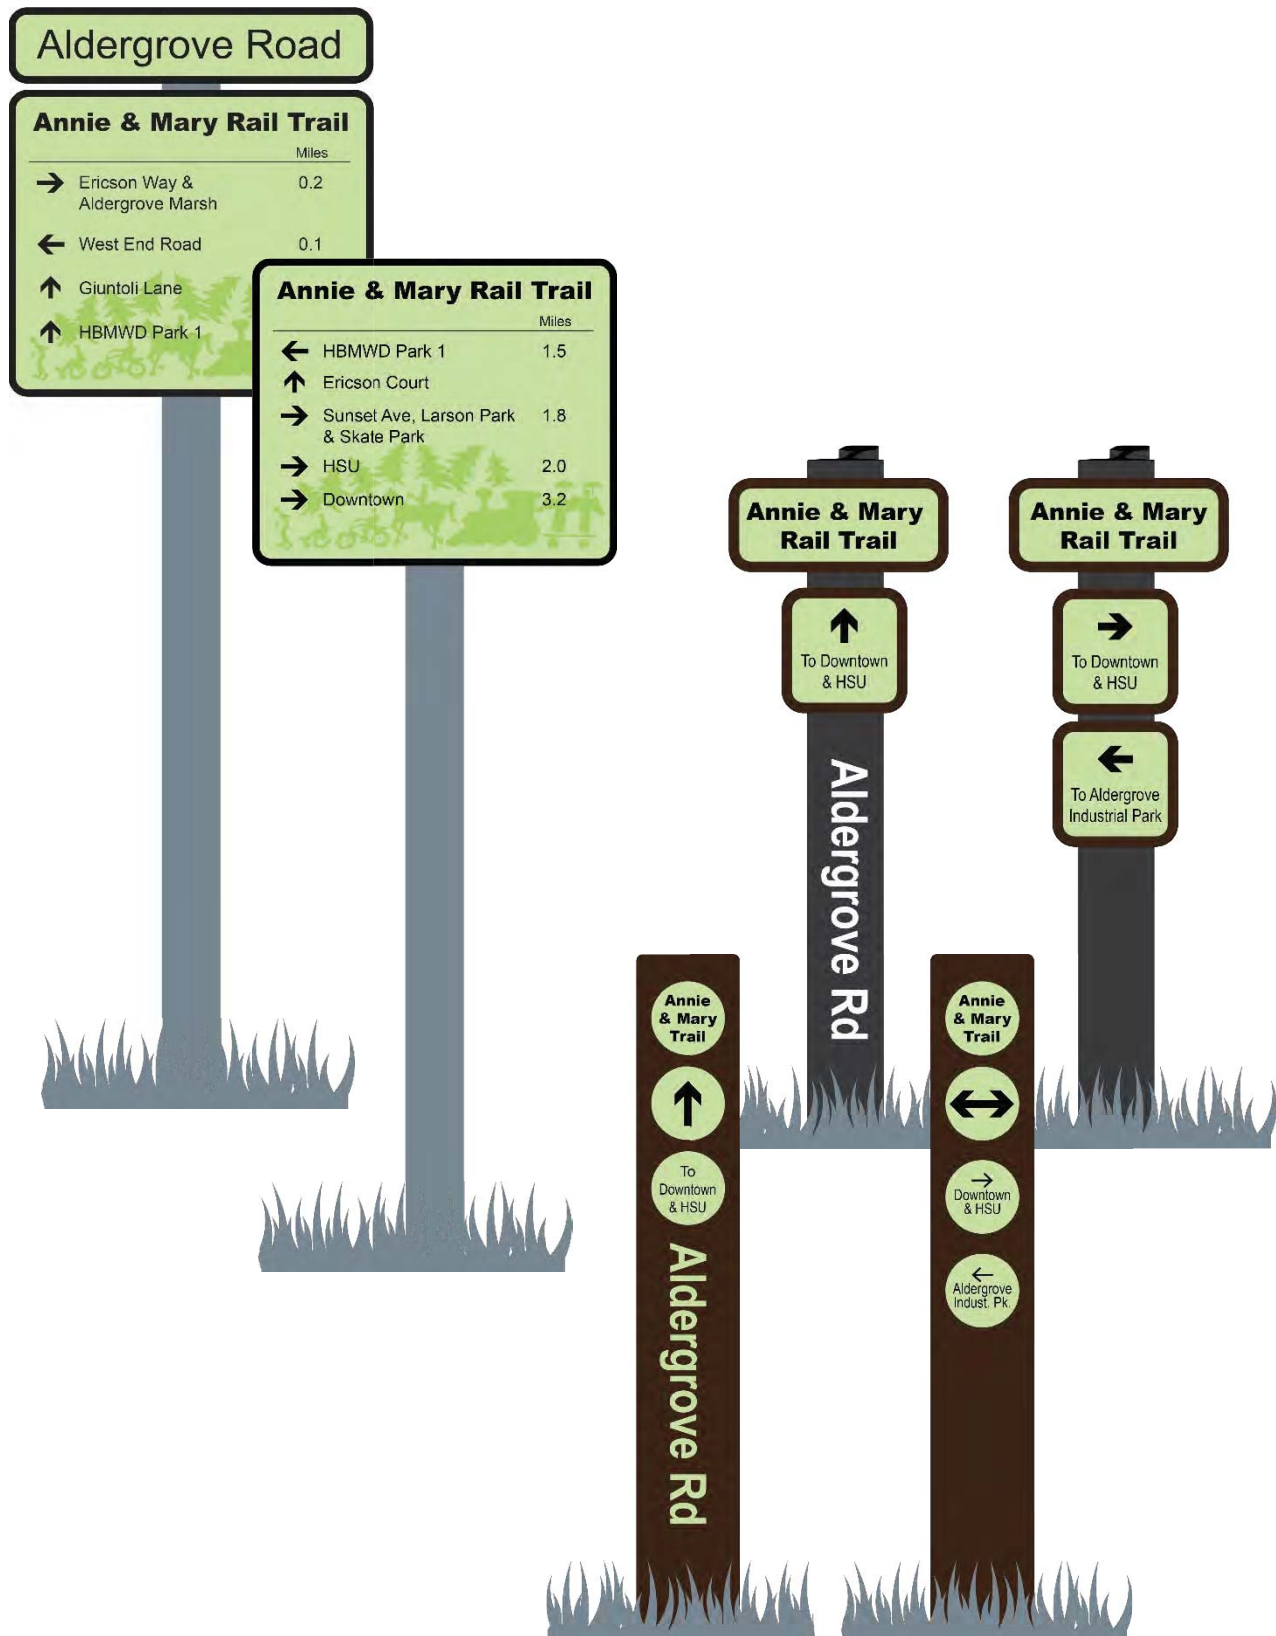 Aldergrove Road
Annie & Mary Rail Trail
Miles
→ Ericson Way & 0.2
Aldergrove Marsh
← West End Road 0.1
↑ Giuntoli Lane
↑ HBMWD Park 1
Annie & Mary Rail Trail
Miles
← HBMWD Park 1 1.5
↑ Ericson Court
→ Sunset Ave, Larson Park 1.8
& Skate Park
→ HSU 2.0
→ Downtown 3.2
Annie & Mary
Rail Trail
↑
To Downtown
& HSU
Aldergrove Rd
Annie & Mary
Rail Trail
→
To Downtown
& HSU
←
To Aldergrove
Industrial Park
Annie
& Mary
Trail
↑
To
Downtown
& HSU
Aldergrove Rd
Annie
& Mary
Trail
↔
→
Downtown
& HSU
←
Aldergrove
Indust. Pk.